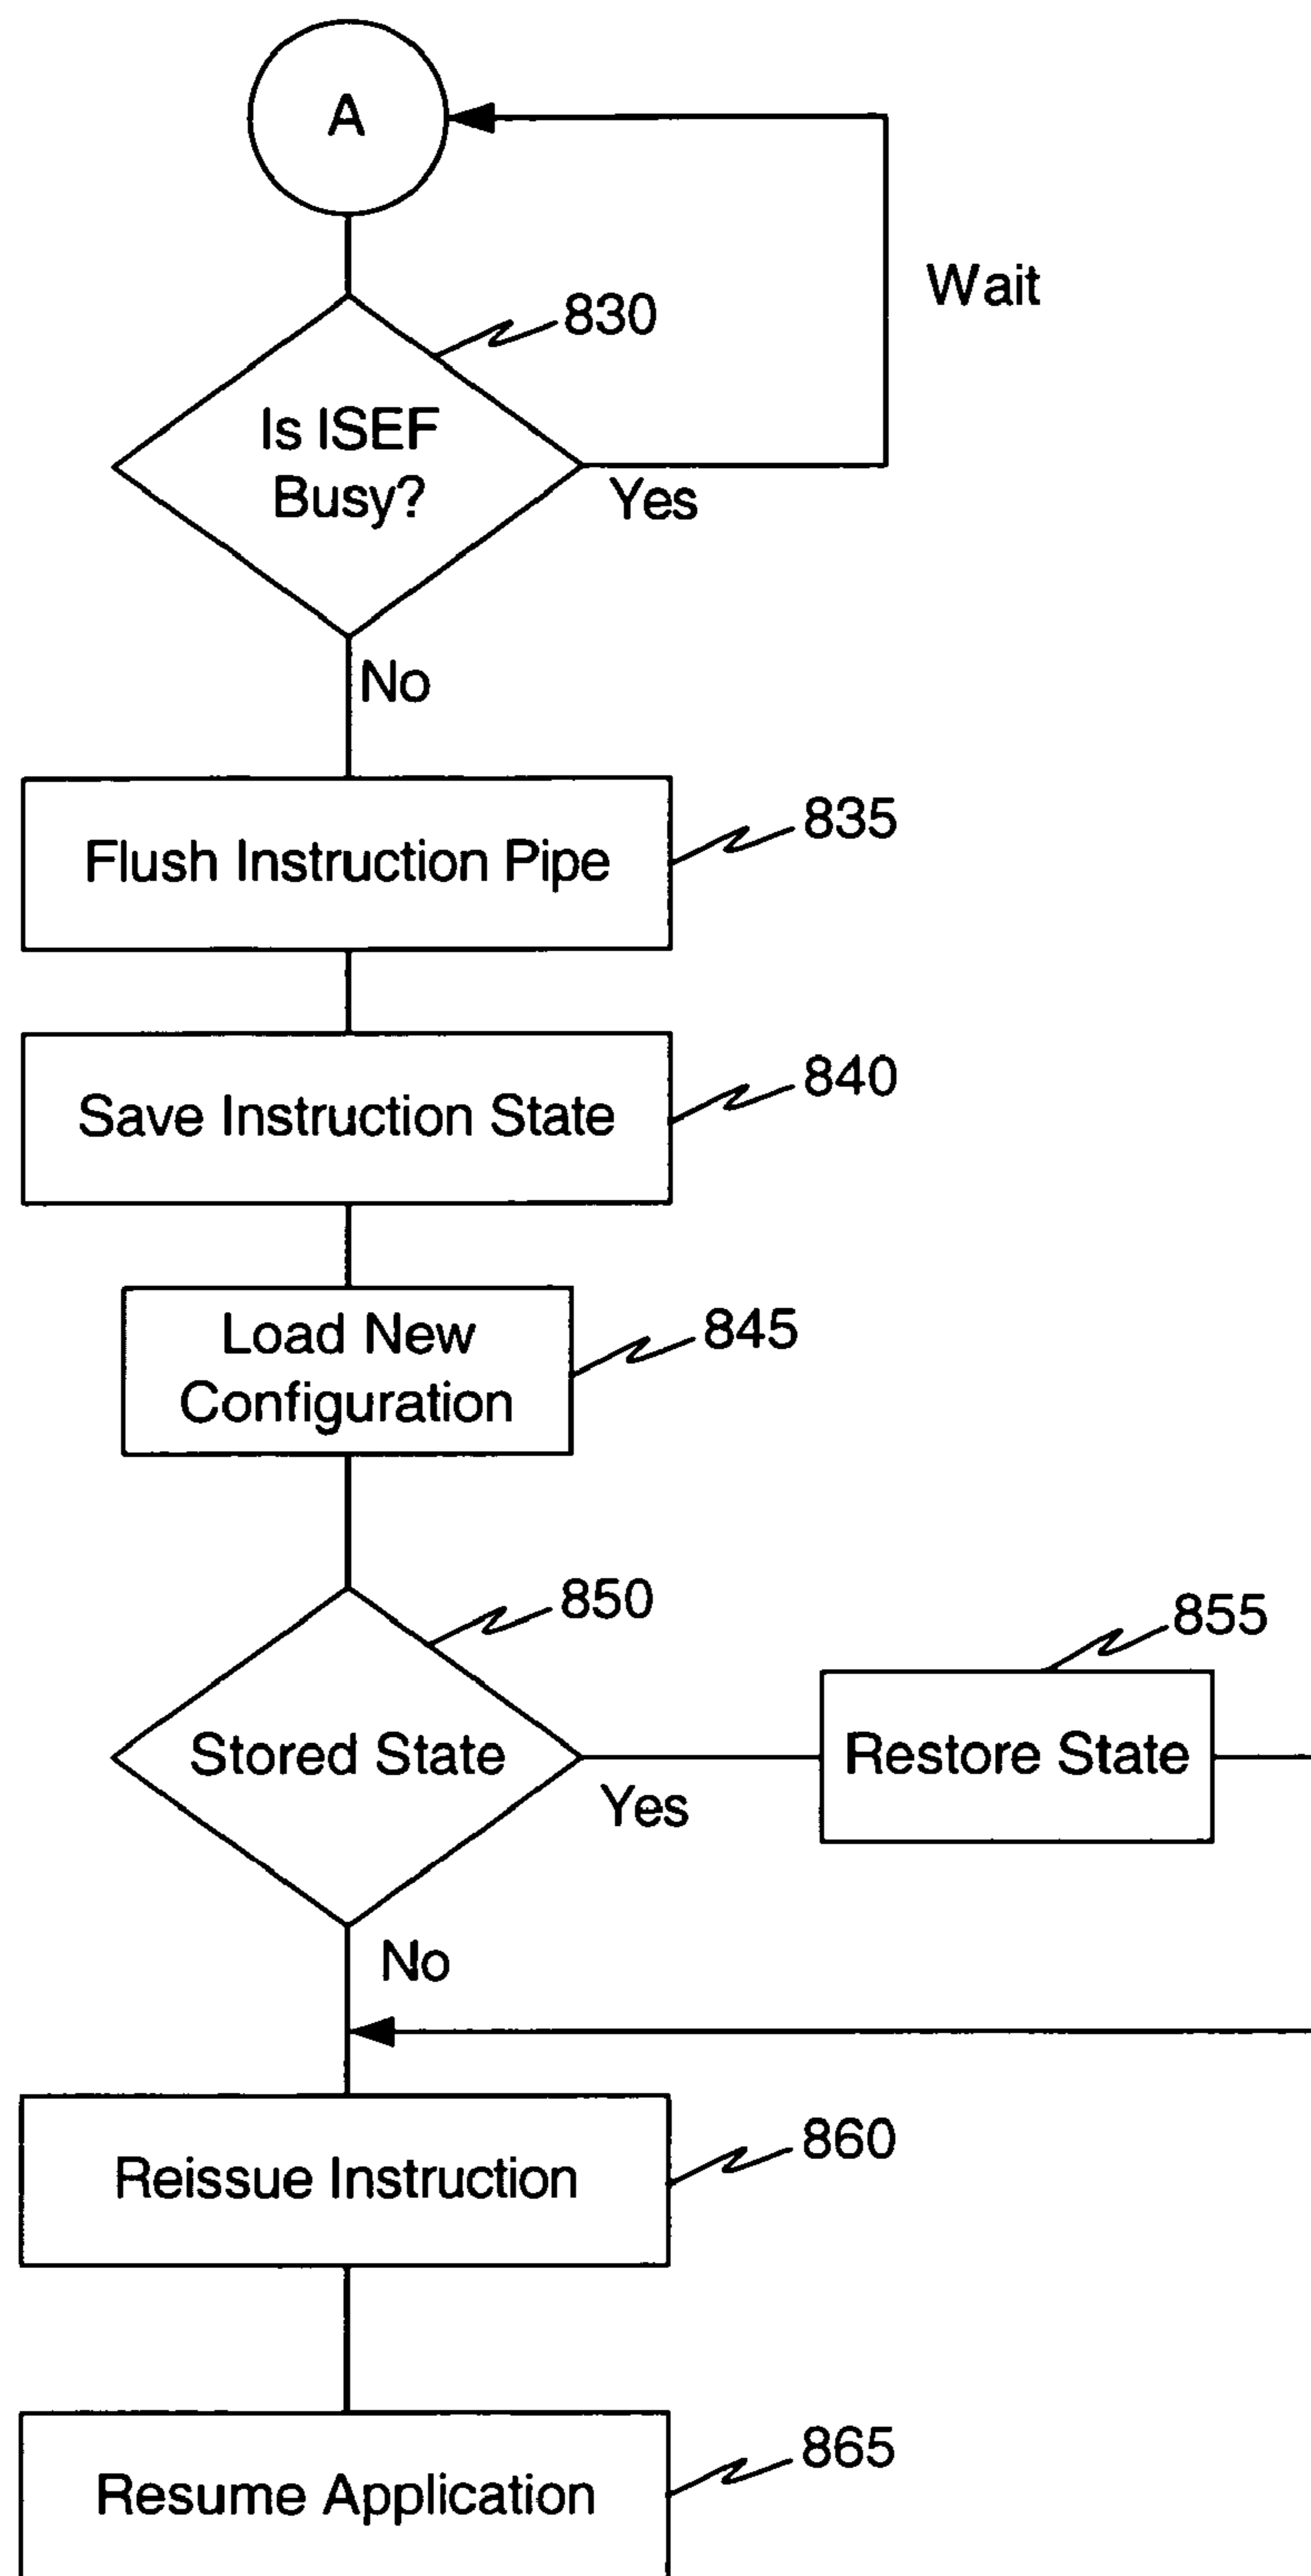 A
Wait
830
Is ISEF
Busy?
Yes
No
835
Flush Instruction Pipe
840
Save Instruction State
845
Load New
Configuration
850
855
Stored State
Restore State
Yes
No
860
Reissue Instruction
865
Resume Application